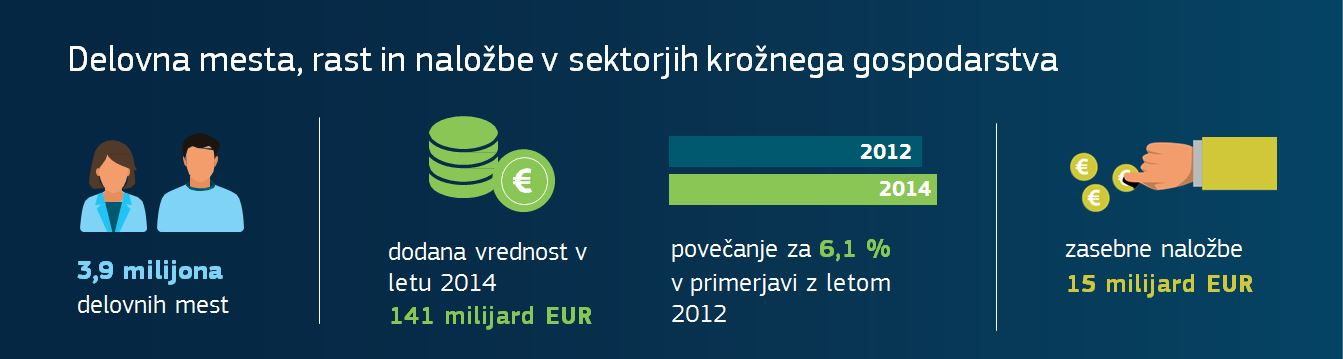 Delovna mesta, rast in naložbe v sektorjih krožnega gospodarstva
3,9 milijona
delovnih mest
€
dodana vrednost v
letu 2014
141 milijard EUR
2012
2014
povečanje za 6,1 %
v primerjavi z letom
2012
€
€
€
zasebne naložbe
15 milijard EUR